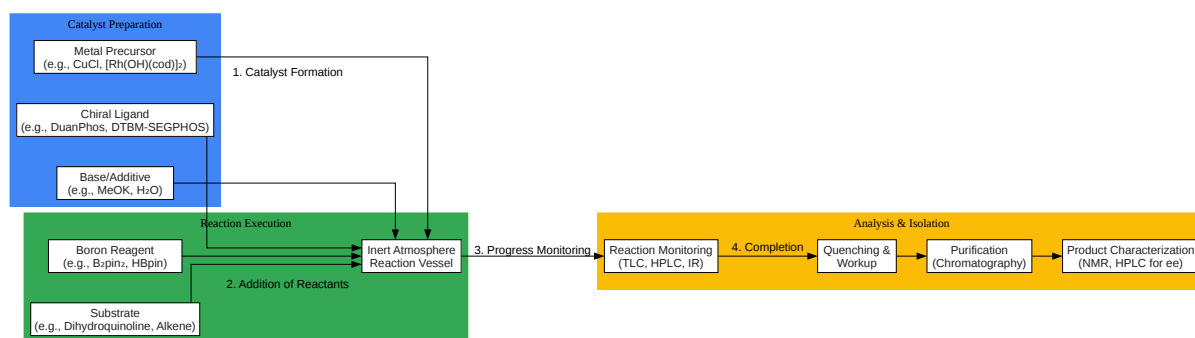 Catalyst Preparation
Metal Precursor
(e.g., CuCl, [Rh(OH)(cod)]₂)
1. Catalyst Formation
Chiral Ligand
(e.g., DuanPhos, DTBM-SEGPHOS)
Base/Additive
(e.g., MeOK, H₂O)
Reaction Execution
Boron Reagent
(e.g., B₂pin₂, HBpin)
Inert Atmosphere
Reaction Vessel
2. Addition of Reactants
Substrate
(e.g., Dihydroquinoline, Alkene)
3. Progress Monitoring
Analysis & Isolation
Reaction Monitoring
(TLC, HPLC, IR)
4. Completion
Quenching &
Workup
Purification
(Chromatography)
Product Characterization
(NMR, HPLC for ee)